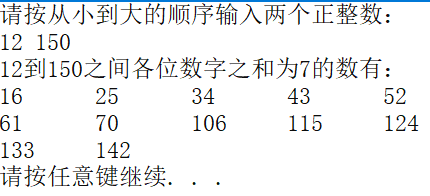 请按从小到大的顺序输入两个正整数：
12 150
12到150之间各位数字之和为7的数有：
16 25 34 43 52
61 70 106 115 124
133 142
请按任意键继续. . .